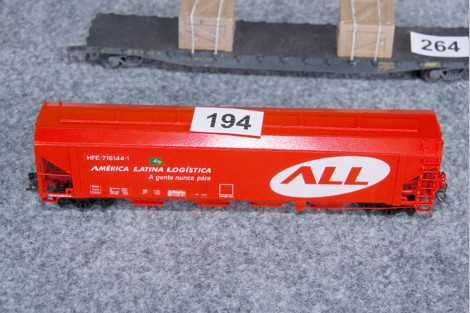 264
194
HFE-716144-1
AMÉRICA LATINA LOGÍSTICA
A gente nunca pára
ALL